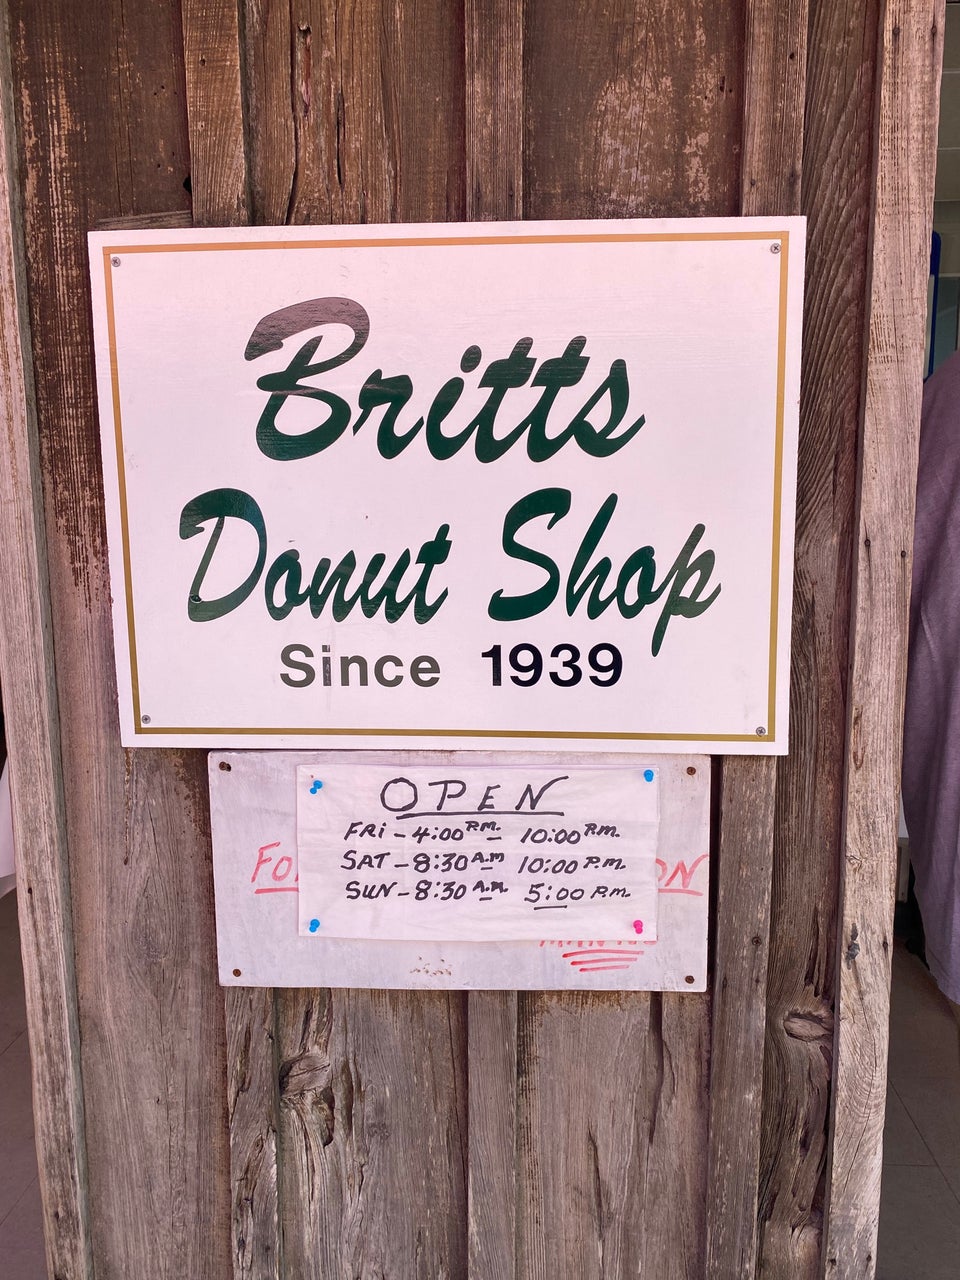 Britts
Donut Shop
Since 1939
OPEN
FRI - 4:00 P.M. 10:00 P.M.
SAT - 8:30 A.M 10:00 P.M.
SUN - 8:30 A.M. 5:00 P.M.